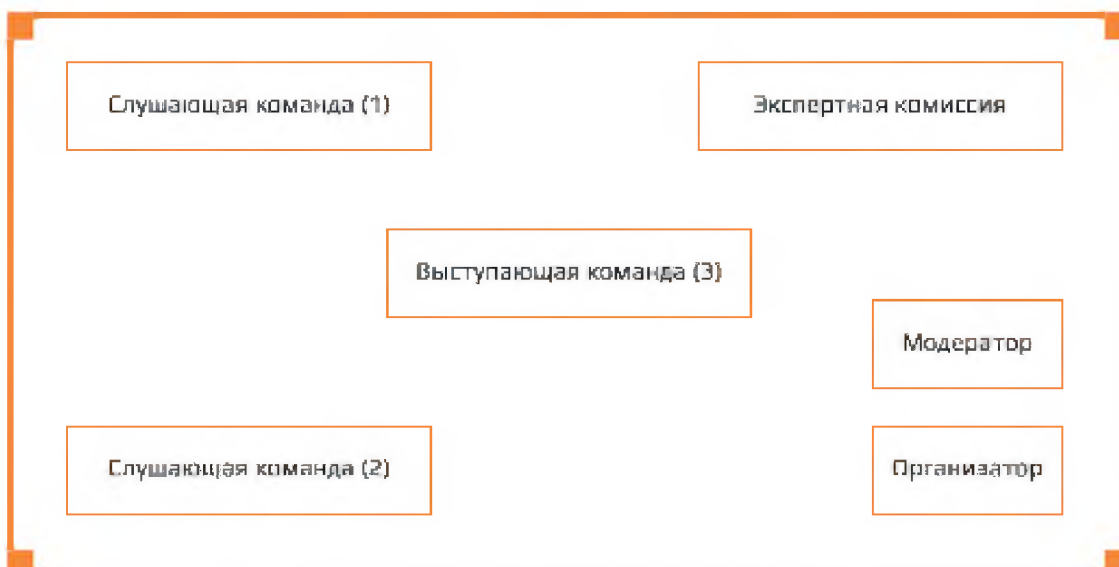 Слушающая команда (1)
Экспертная комиссия
Выступающая команда (3)
Модератор
Слушающая команда (2)
Организатор